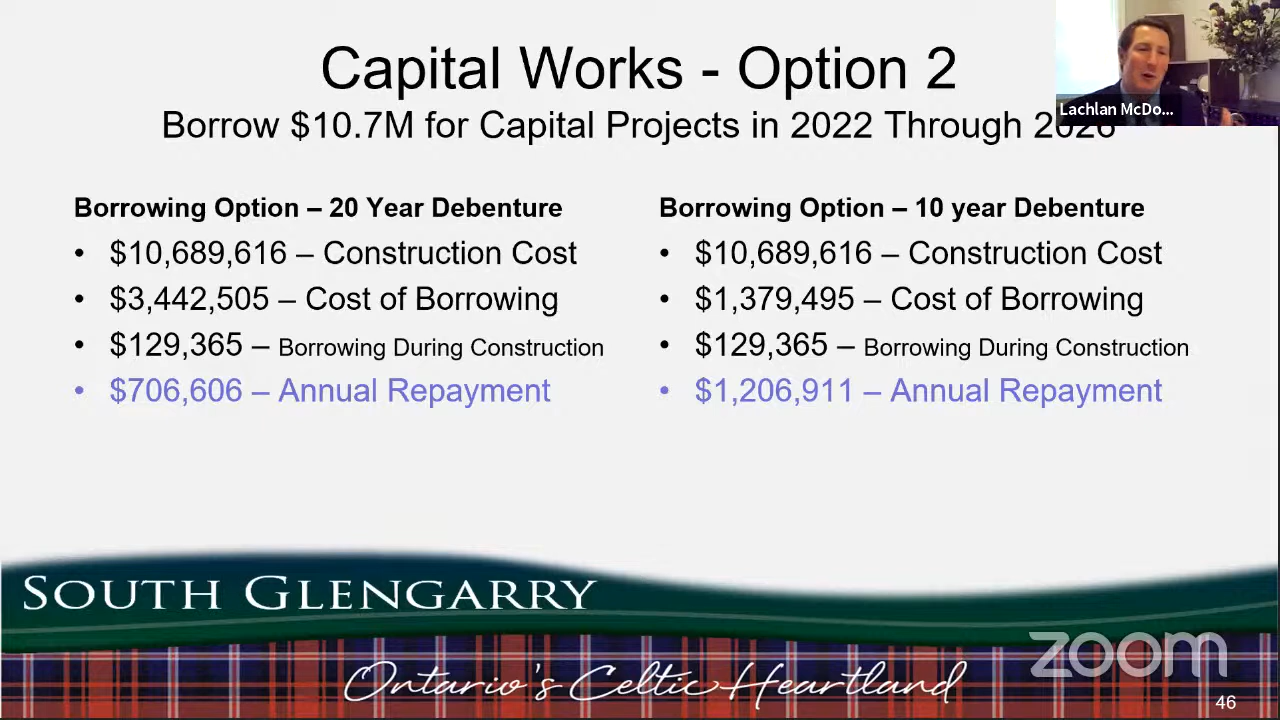 Capital Works - Option 2
Borrow $10.7M for Capital Projects in 2022 Through 2026
Lachlan McDo...
Borrowing Option – 20 Year Debenture
• $10,689,616 – Construction Cost
• $3,442,505 – Cost of Borrowing
• $129,365 – Borrowing During Construction
• $706,606 – Annual Repayment
Borrowing Option – 10 year Debenture
• $10,689,616 – Construction Cost
• $1,379,495 – Cost of Borrowing
• $129,365 – Borrowing During Construction
• $1,206,911 – Annual Repayment
SOUTH GLENGARRY
Ontario's Celtic Heartland
zoom
46